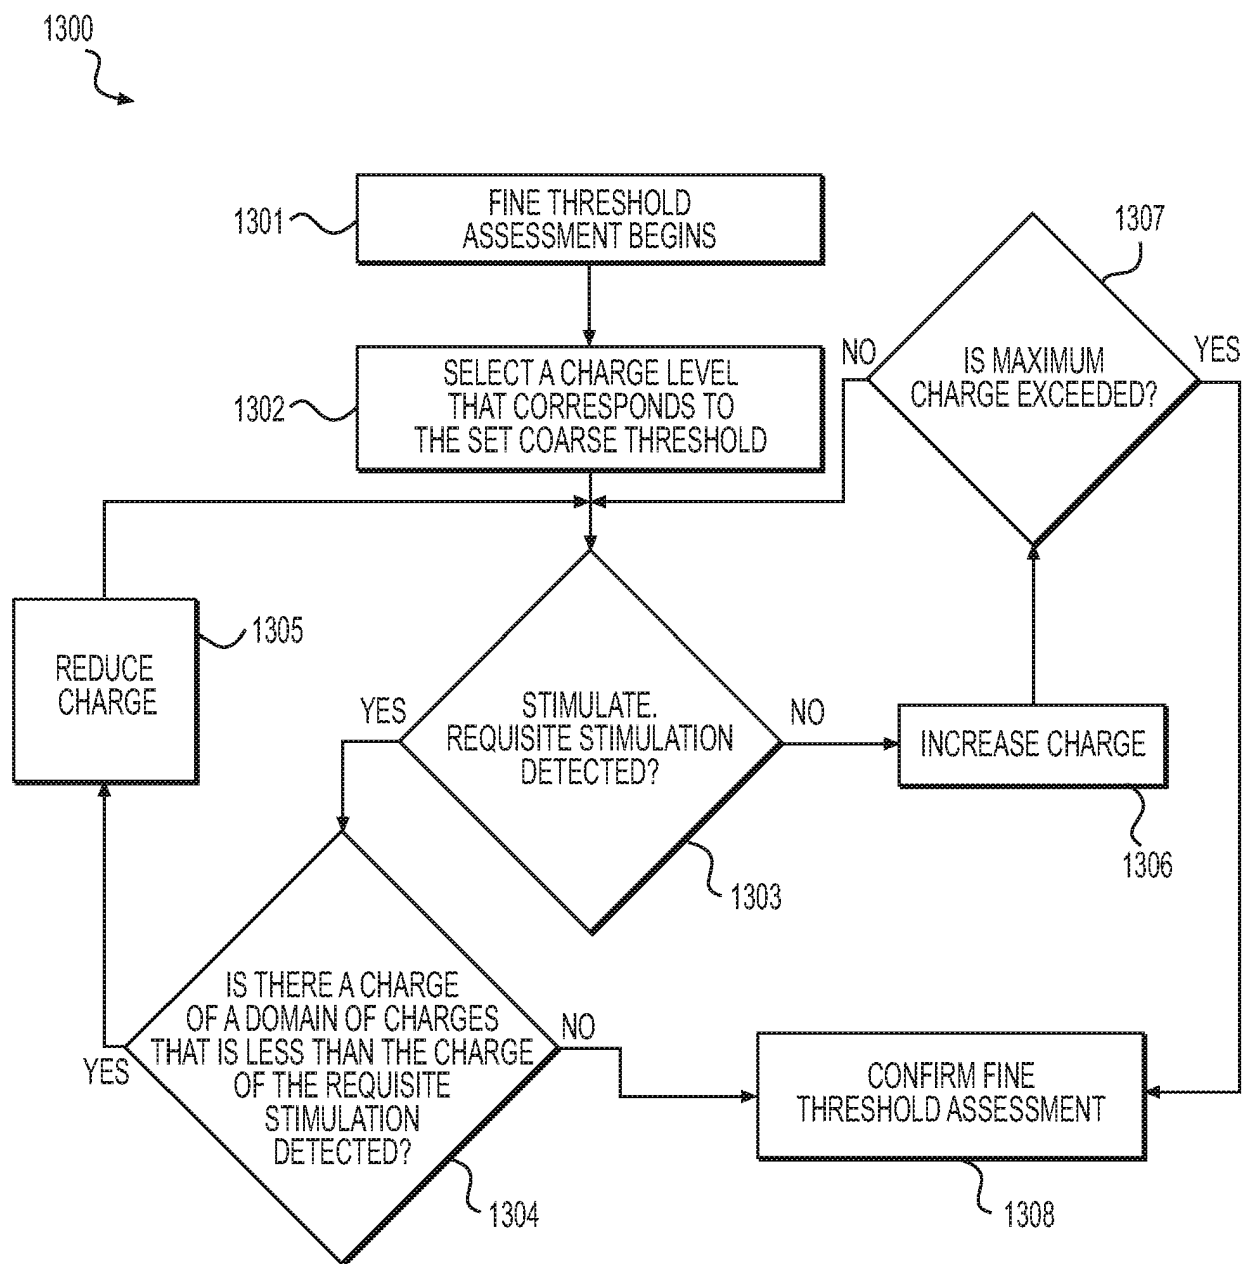 1300
1301
FINE THRESHOLD
ASSESSMENT BEGINS
1302
SELECT A CHARGE LEVEL
THAT CORRESPONDS TO
THE SET COARSE THRESHOLD
1307
NO
IS MAXIMUM
CHARGE EXCEEDED?
YES
REDUCE
CHARGE
1305
YES
STIMULATE.
REQUISITE STIMULATION
DETECTED?
NO
1303
INCREASE CHARGE
1306
IS THERE A CHARGE
OF A DOMAIN OF CHARGES
THAT IS LESS THAN THE CHARGE
OF THE REQUISITE
STIMULATION
DETECTED?
YES
NO
1304
CONFIRM FINE
THRESHOLD ASSESSMENT
1308